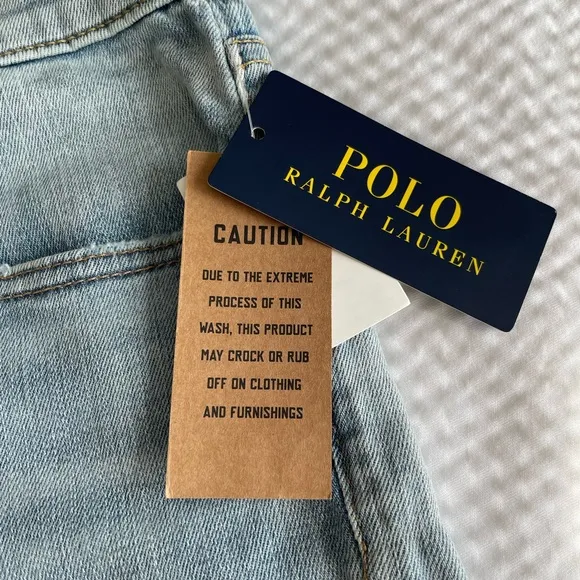 POLO
RALPH LAUREN
CAUTION
DUE TO THE EXTREME
PROCESS OF THIS
WASH, THIS PRODUCT
MAY CROCK OR RUB
OFF ON CLOTHING
AND FURNISHINGS